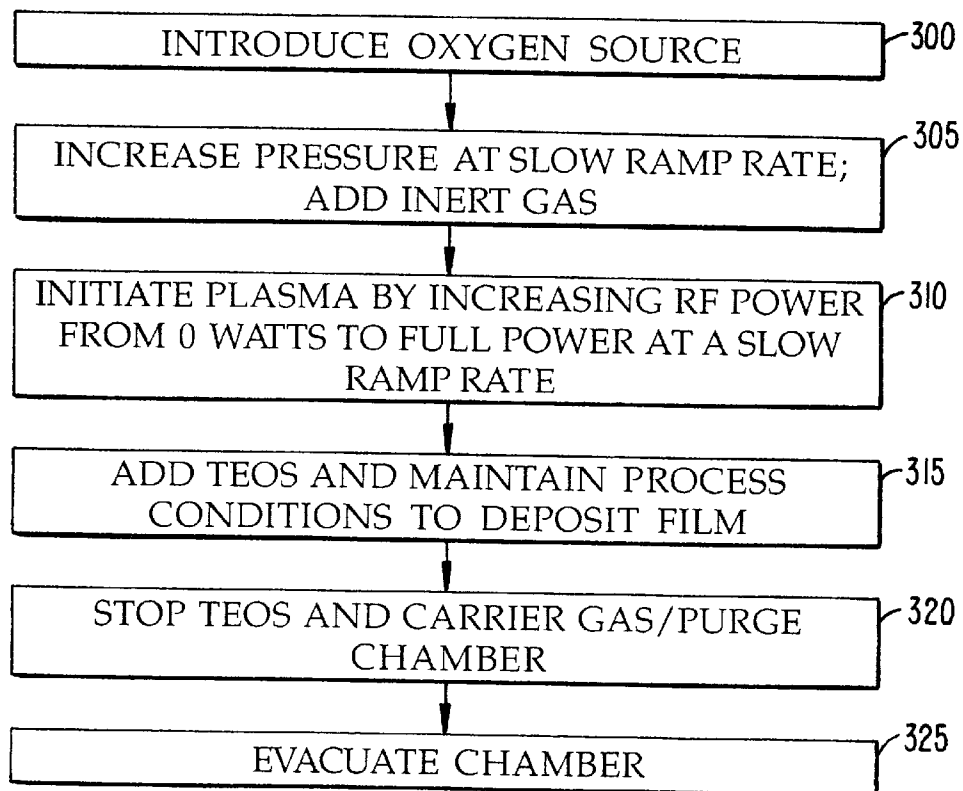 INTRODUCE OXYGEN SOURCE
300
INCREASE PRESSURE AT SLOW RAMP RATE;
ADD INERT GAS
305
INITIATE PLASMA BY INCREASING RF POWER
FROM 0 WATTS TO FULL POWER AT A SLOW
RAMP RATE
310
ADD TEOS AND MAINTAIN PROCESS
CONDITIONS TO DEPOSIT FILM
315
STOP TEOS AND CARRIER GAS/PURGE
CHAMBER
320
EVACUATE CHAMBER
325